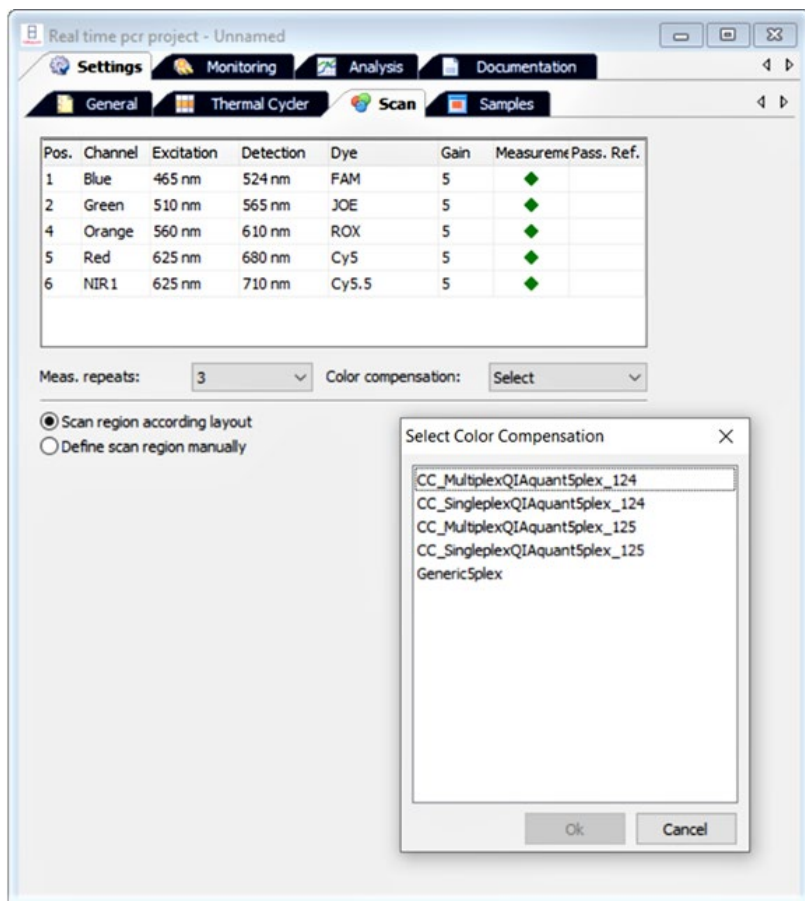 Real time pcr project - Unnamed
Settings Monitoring Analysis Documentation
General Thermal Cycler Scan Samples
Pos. Channel Excitation Detection Dye Gain Measureme Pass. Ref.
1 Blue 465 nm 524 nm FAM 5
2 Green 510 nm 565 nm JOE 5
4 Orange 560 nm 610 nm ROX 5
5 Red 625 nm 680 nm Cy5 5
6 NIR1 625 nm 710 nm Cy5.5 5
Meas. repeats: 3 Color compensation: Select
Scan region according layout
Define scan region manually
Select Color Compensation
CC_MultiplexQIAquant5plex_124
CC_SingleplexQIAquant5plex_124
CC_MultiplexQIAquant5plex_125
CC_SingleplexQIAquant5plex_125
Generic5plex
Ok Cancel